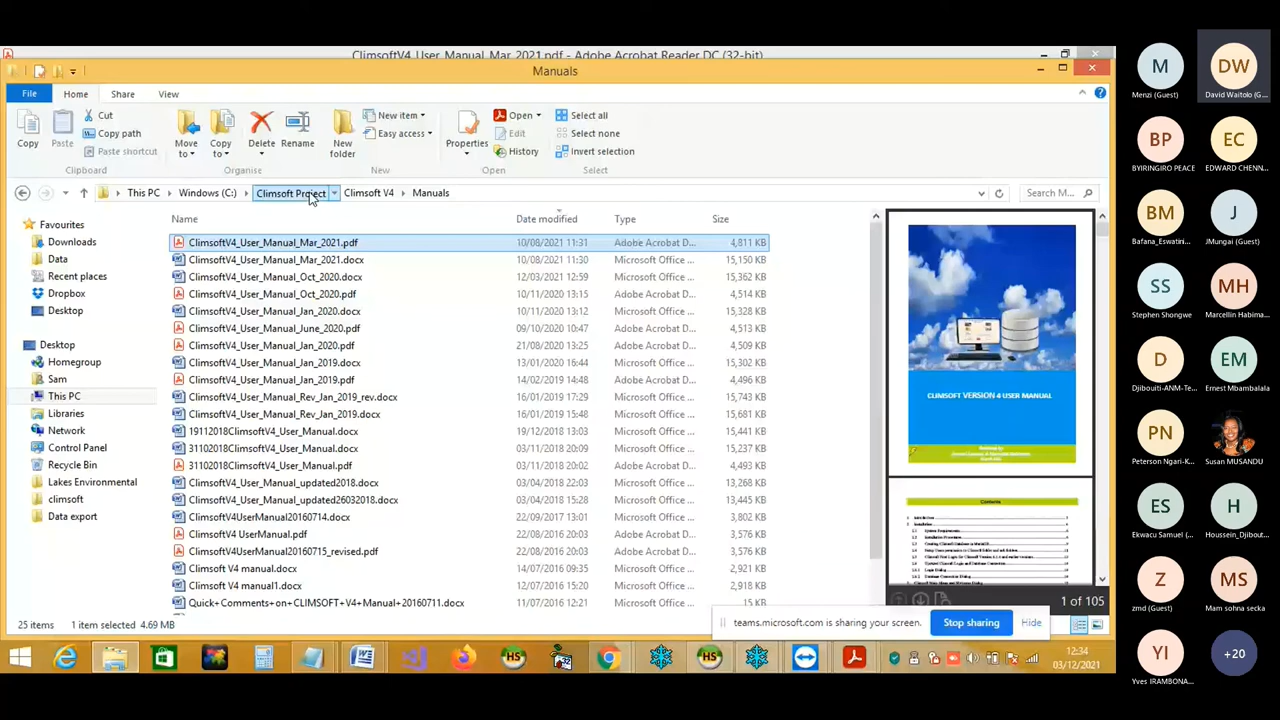 ClimsoftV4_User_Manual_Mar_2021.pdf - Adobe Acrobat Reader DC (32-bit)
Manuals
File
Home
Share
View
Copy
Paste
Cut
Copy path
Paste shortcut
Clipboard
Move to
Copy to
Delete
Rename
Organise
New folder
New item
Easy access
New
Properties
Open
Edit
History
Open
Select all
Select none
Invert selection
Select
This PC
Windows (C:)
Climsoft Project
Climsoft V4
Manuals
Search M...
Favourites
Downloads
Data
Recent places
Dropbox
Desktop
Desktop
Homegroup
Sam
This PC
Libraries
Network
Control Panel
Recycle Bin
Lakes Environmental
climsoft
Data export
Name Date modified Type Size
ClimsoftV4_User_Manual_Mar_2021.pdf 10/08/2021 11:31 Adobe Acrobat D... 4,811 KB
ClimsoftV4_User_Manual_Mar_2021.docx 10/08/2021 11:30 Microsoft Office ... 15,150 KB
ClimsoftV4_User_Manual_Oct_2020.docx 12/03/2021 12:59 Microsoft Office ... 15,362 KB
ClimsoftV4_User_Manual_Oct_2020.pdf 10/11/2020 13:15 Adobe Acrobat D... 4,514 KB
ClimsoftV4_User_Manual_Jan_2020.docx 10/11/2020 13:12 Microsoft Office ... 15,328 KB
ClimsoftV4_User_Manual_June_2020.pdf 09/10/2020 10:47 Adobe Acrobat D... 4,513 KB
ClimsoftV4_User_Manual_Jan_2020.pdf 21/08/2020 13:25 Adobe Acrobat D... 4,509 KB
ClimsoftV4_User_Manual_Jan_2019.docx 13/01/2020 16:44 Microsoft Office ... 15,302 KB
ClimsoftV4_User_Manual_Jan_2019.pdf 14/02/2019 14:48 Adobe Acrobat D... 4,496 KB
ClimsoftV4_User_Manual_Rev_Jan_2019_rev.docx 16/01/2019 17:29 Microsoft Office ... 15,743 KB
ClimsoftV4_User_Manual_Rev_Jan_2019.docx 16/01/2019 15:48 Microsoft Office ... 15,681 KB
19112018ClimsoftV4_User_Manual.docx 19/12/2018 13:03 Microsoft Office ... 15,441 KB
31102018ClimsoftV4_User_Manual.docx 03/11/2018 20:09 Microsoft Office ... 15,237 KB
31102018ClimsoftV4_User_Manual.pdf 03/11/2018 20:02 Adobe Acrobat D... 4,493 KB
ClimsoftV4_User_Manual_updated2018.docx 03/04/2018 22:03 Microsoft Office ... 13,268 KB
ClimsoftV4_User_Manual_updated26032018.docx 03/04/2018 15:28 Microsoft Office ... 13,445 KB
ClimsoftV4UserManual20160714.docx 22/09/2017 13:01 Microsoft Office ... 3,802 KB
ClimsoftV4 UserManual.pdf 22/08/2016 20:03 Adobe Acrobat D... 3,576 KB
ClimsoftV4UserManual20160715_revised.pdf 22/08/2016 20:03 Adobe Acrobat D... 3,576 KB
Climsoft V4 manual.docx 14/07/2016 09:35 Microsoft Office ... 2,921 KB
Climsoft V4 manual1.docx 12/07/2016 15:20 Microsoft Office ... 2,918 KB
Quick+Comments+on+CLIMSOFT+V4+Manual+20160711.docx 11/07/2016 12:21 Microsoft Office ... 15 KB
CLIMSOFT VERSION 4 USER MANUAL
Contents
1 of 105
25 items 1 item selected 4.69 MB
teams.microsoft.com is sharing your screen.
Stop sharing
Hide
12:34
03/12/2021
M
Menzi (Guest)
DW
David Waitolo (G...
BP
BYIRINGIRO PEACE
EC
EDWARD CHENN...
BM
Bafana_Eswatini...
J
JMungai (Guest)
SS
Stephen Shongwe
MH
Marcellin Habima...
D
Djibouti-ANM-Te...
EM
Ernest Mbambalala
PN
Peterson Ngari-K...
Susan MUSANDU
ES
Ekwacu Samuel (...
H
Houssein_Djibout...
Z
zmd (Guest)
MS
Mam sohna secka
YI
Yves IRAMBONA...
+20